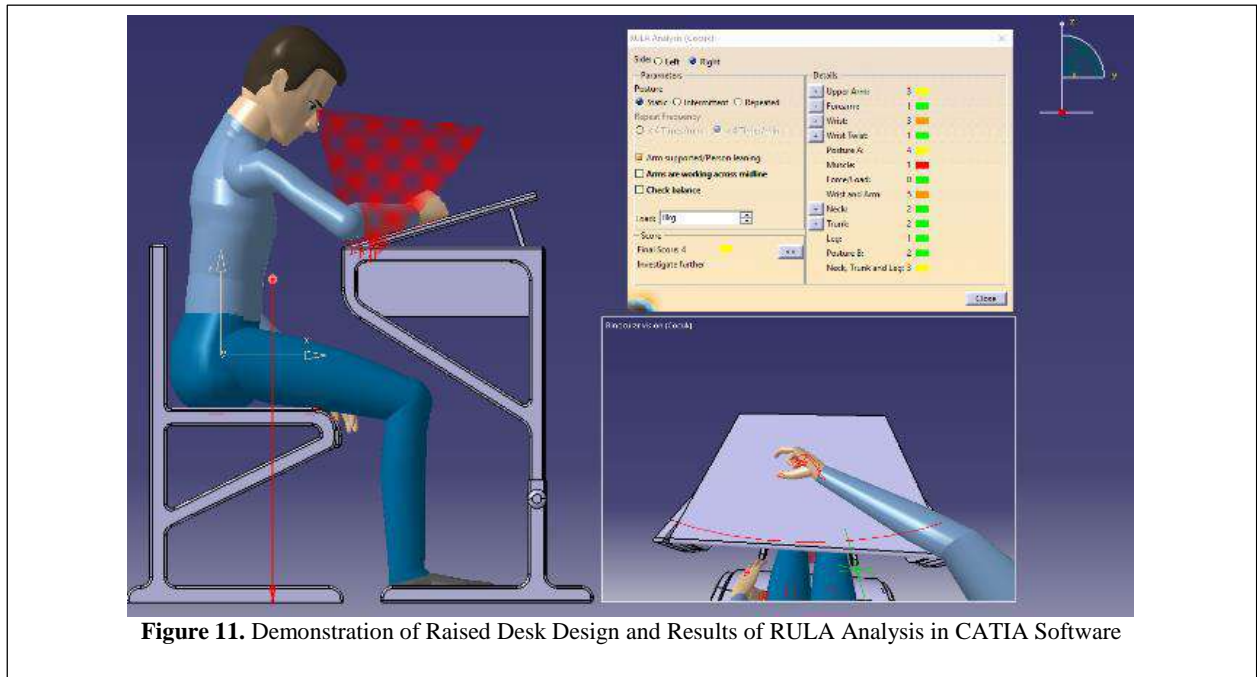 RULA Analysis (Cocuk)
Side: Left Right
Parameters
Posture
Static Intermittent Repeated
Repeat Frequency
Arm supported/Person leaning
Arms are working across midline
Check balance
Load: 0kg
Score
Final Score: 4
<<
Investigate further
Details
Upper Arm: 3
Forearm: 1
Wrist: 3
Wrist Twist: 1
Posture A: 4
Muscle: 1
Force/Load: 0
Wrist and Arm: 5
Neck: 2
Trunk: 2
Leg: 1
Posture B: 2
Neck, Trunk and Leg: 3
Close
Binocular vision (Cocuk)
z
y
x
Figure 11. Demonstration of Raised Desk Design and Results of RULA Analysis in CATIA Software